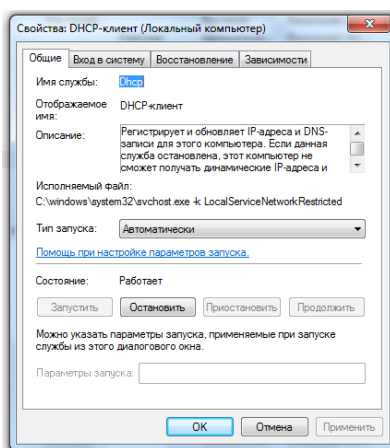 Свойства: DHCP-клиент (Локальный компьютер)
Общие Вход в систему Восстановление Зависимости
Имя службы: Dhcp
Отображаемое имя: DHCP-клиент
Описание: Регистрирует и обновляет IP-адреса и DNS-
записи для этого компьютера. Если данная
служба остановлена, этот компьютер не
сможет получать динамические IP-адреса и
Исполняемый файл:
C:\windows\system32\svchost.exe -k LocalServiceNetworkRestricted
Тип запуска: Автоматически
Помощь при настройке параметров запуска.
Состояние: Работает
Запустить Остановить Приостановить Продолжить
Можно указать параметры запуска, применяемые при запуске
службы из этого диалогового окна.
Параметры запуска:
OK Отмена Применить